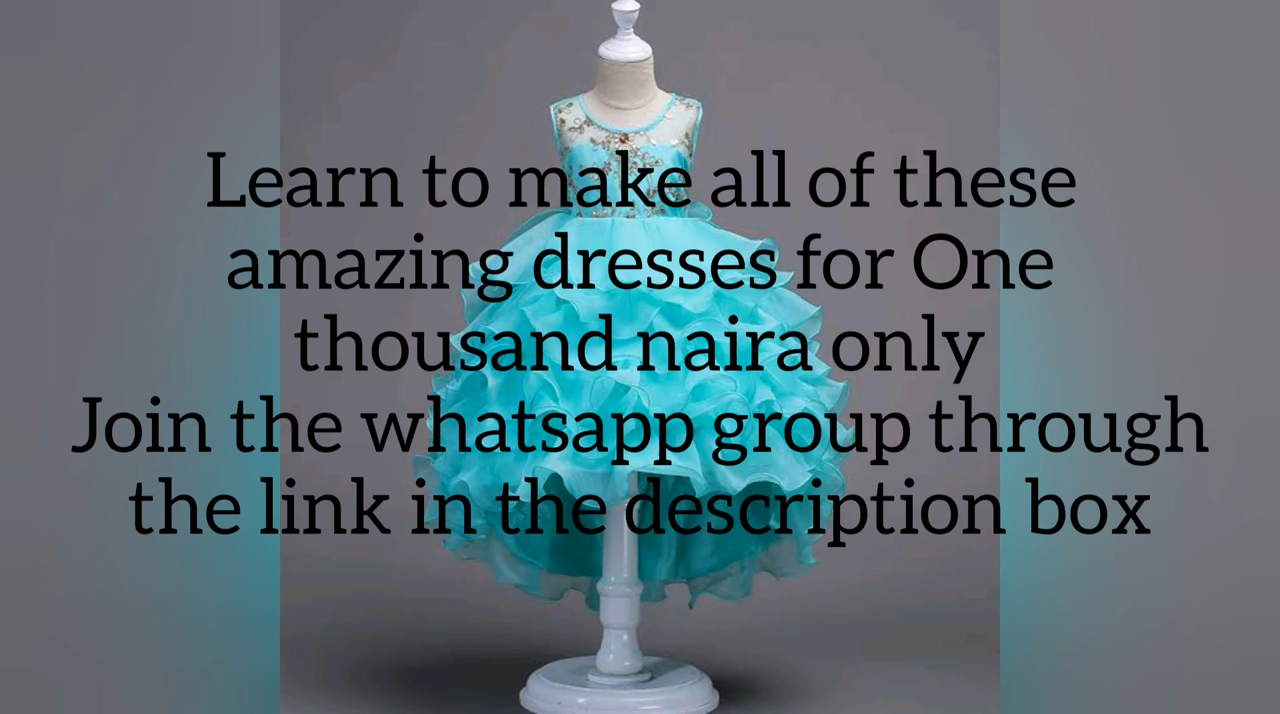 Learn to make all of these
amazing dresses for One
thousand naira only
Join the whatsapp group through
the link in the description box